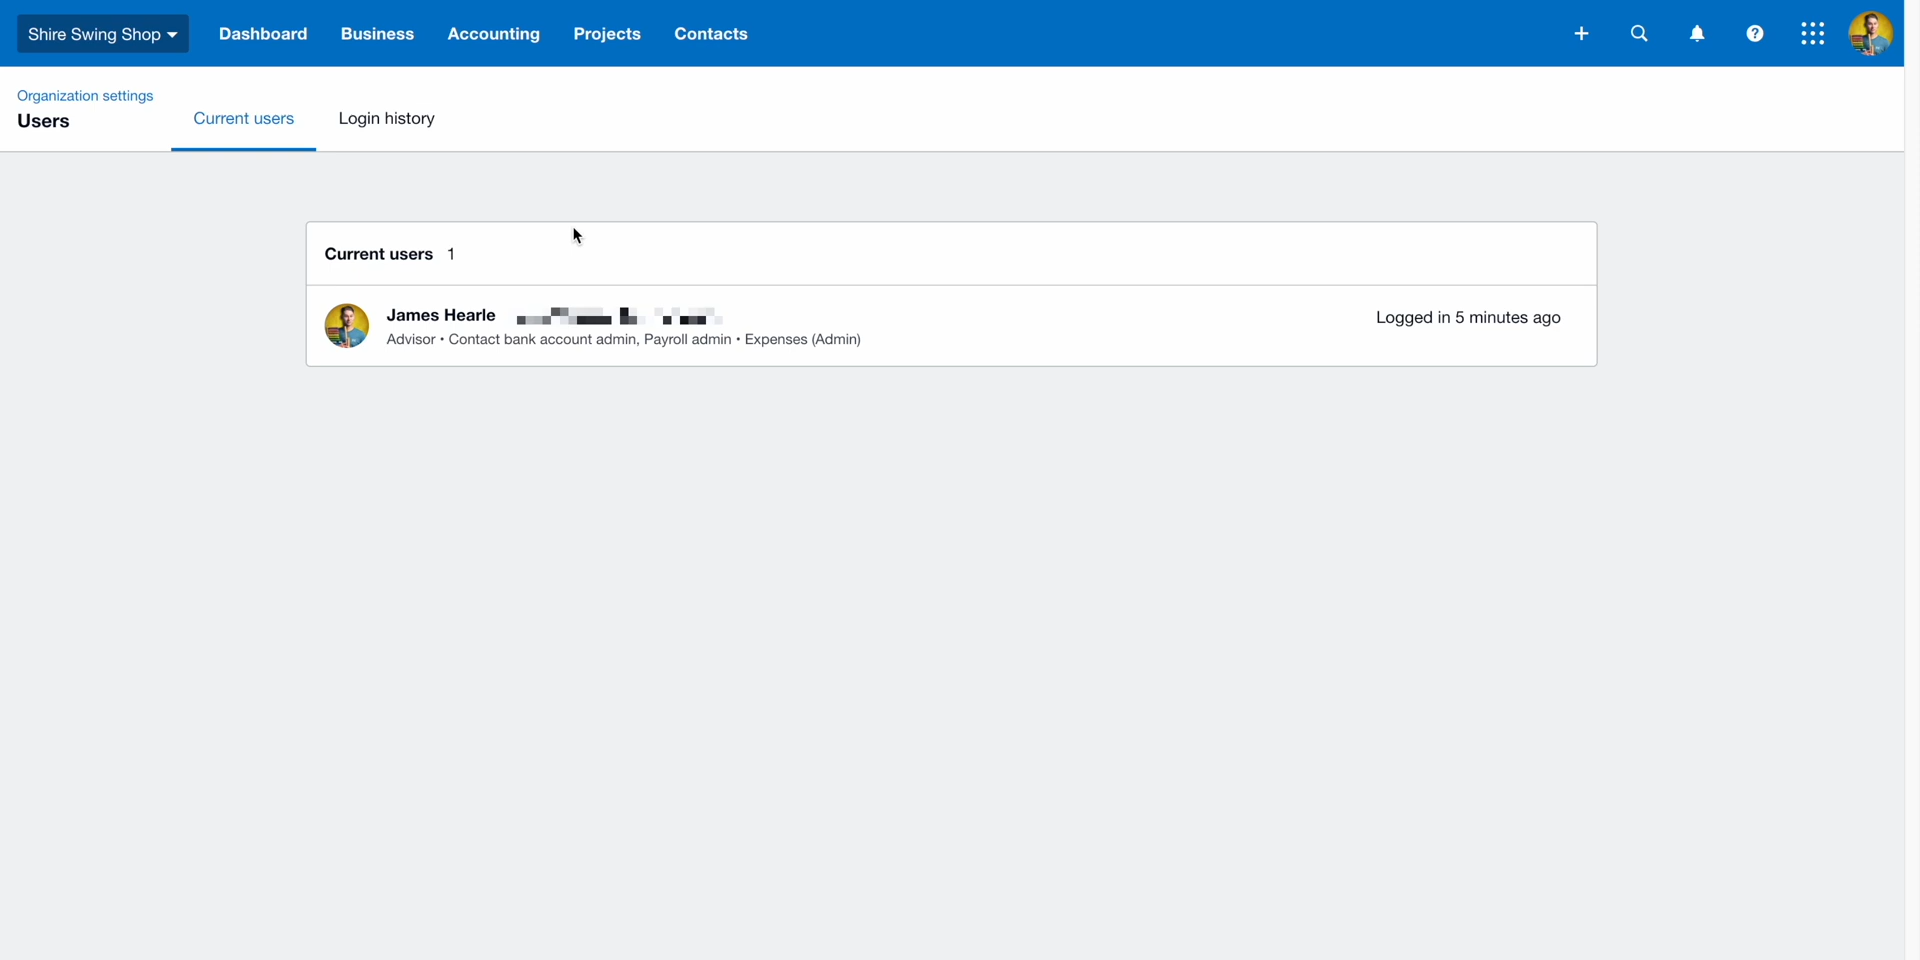 Shire Swing Shop
Dashboard
Business
Accounting
Projects
Contacts
Organization settings
Users
Current users
Login history
Current users 1
James Hearle
Logged in 5 minutes ago
Advisor • Contact bank account admin, Payroll admin • Expenses (Admin)